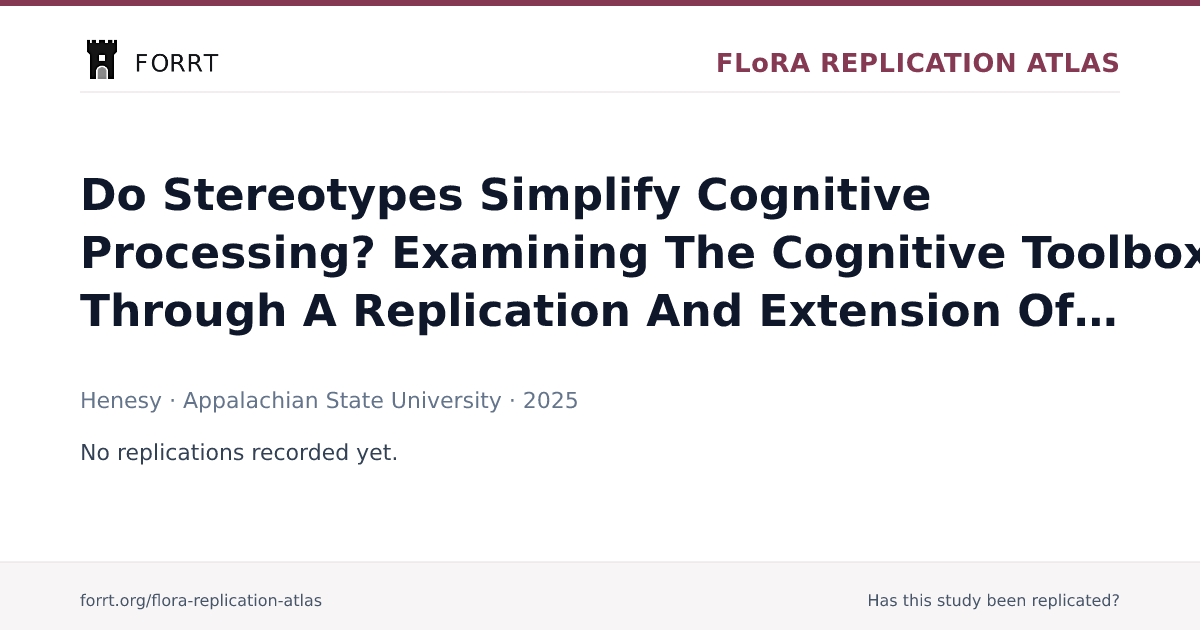 FORRT
FLoRA REPLICATION ATLAS
Do Stereotypes Simplify Cognitive
Processing? Examining The Cognitive Toolbox
Through A Replication And Extension Of…
Henesy · Appalachian State University · 2025
No replications recorded yet.
forrt.org/flora-replication-atlas
Has this study been replicated?